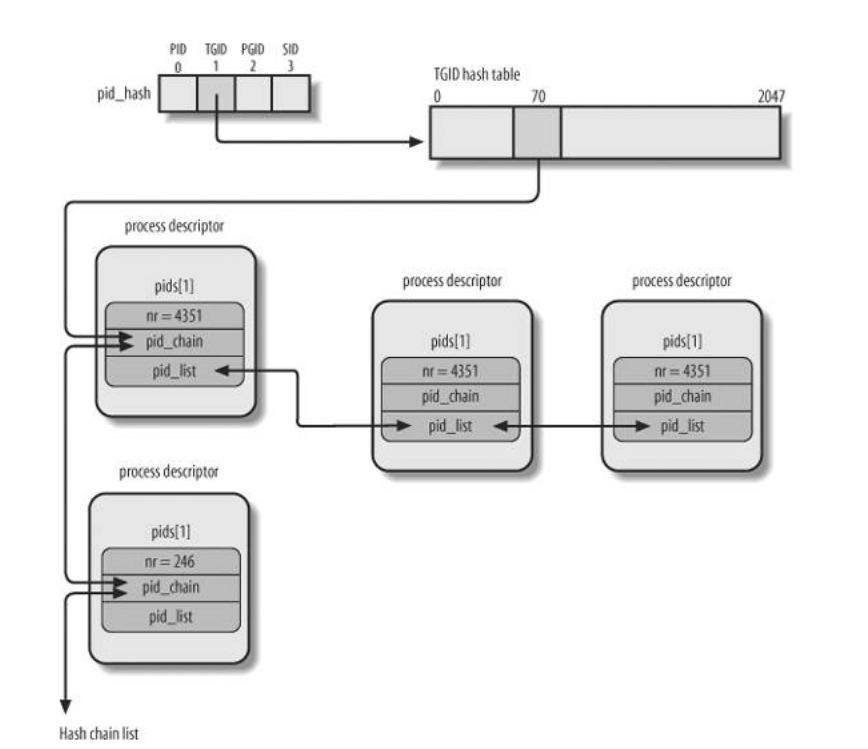 PID TGID PGID SID
0 1 2 3
pid_hash
TGID hash table
0 70 2047
process descriptor
pids[1]
nr = 4351
pid_chain
pid_list
process descriptor
pids[1]
nr = 4351
pid_chain
pid_list
process descriptor
pids[1]
nr = 4351
pid_chain
pid_list
process descriptor
pids[1]
nr = 246
pid_chain
pid_list
Hash chain list